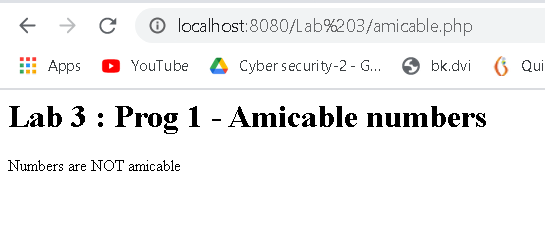 localhost:8080/Lab%203/amicable.php
Apps YouTube Cyber security-2 - G... bk.dvi Qui
Lab 3 : Prog 1 - Amicable numbers
Numbers are NOT amicable